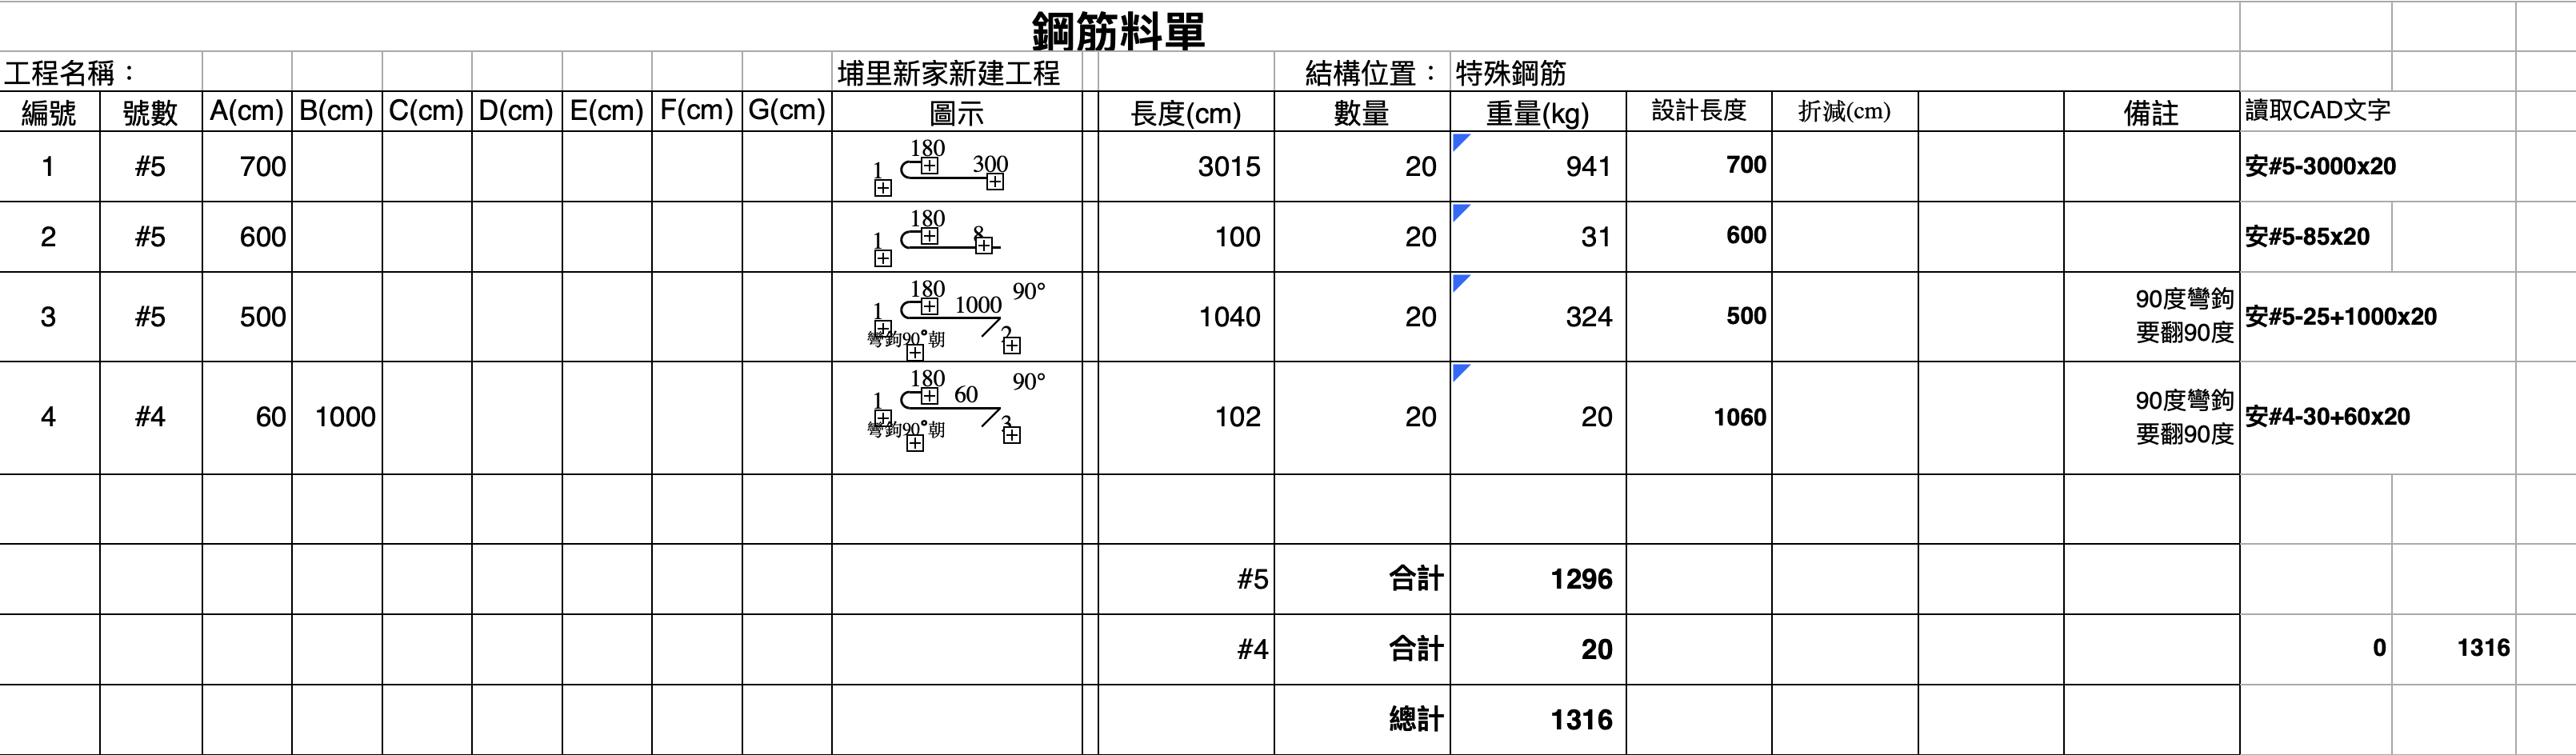 鋼筋料單
工程名稱： 埔里新家新建工程 結構位置： 特殊鋼筋
編號 號數 A(cm) B(cm) C(cm) D(cm) E(cm) F(cm) G(cm) 圖示 長度(cm) 數量 重量(kg) 設計長度 折減(cm) 備註 讀取CAD文字
1 #5 700 1 180 300 3015 20 941 700 安#5-3000x20
2 #5 600 1 180 8 100 20 31 600 安#5-85x20
3 #5 500 1 180 1000 90° 2 彎鉤90°朝 1040 20 324 500 90度彎鉤 安#5-25+1000x20
要翻90度
4 #4 60 1000 1 180 60 90° 3 彎鉤90°朝 102 20 20 1060 90度彎鉤 安#4-30+60x20
要翻90度
#5 合計 1296
#4 合計 20 0 1316
總計 1316